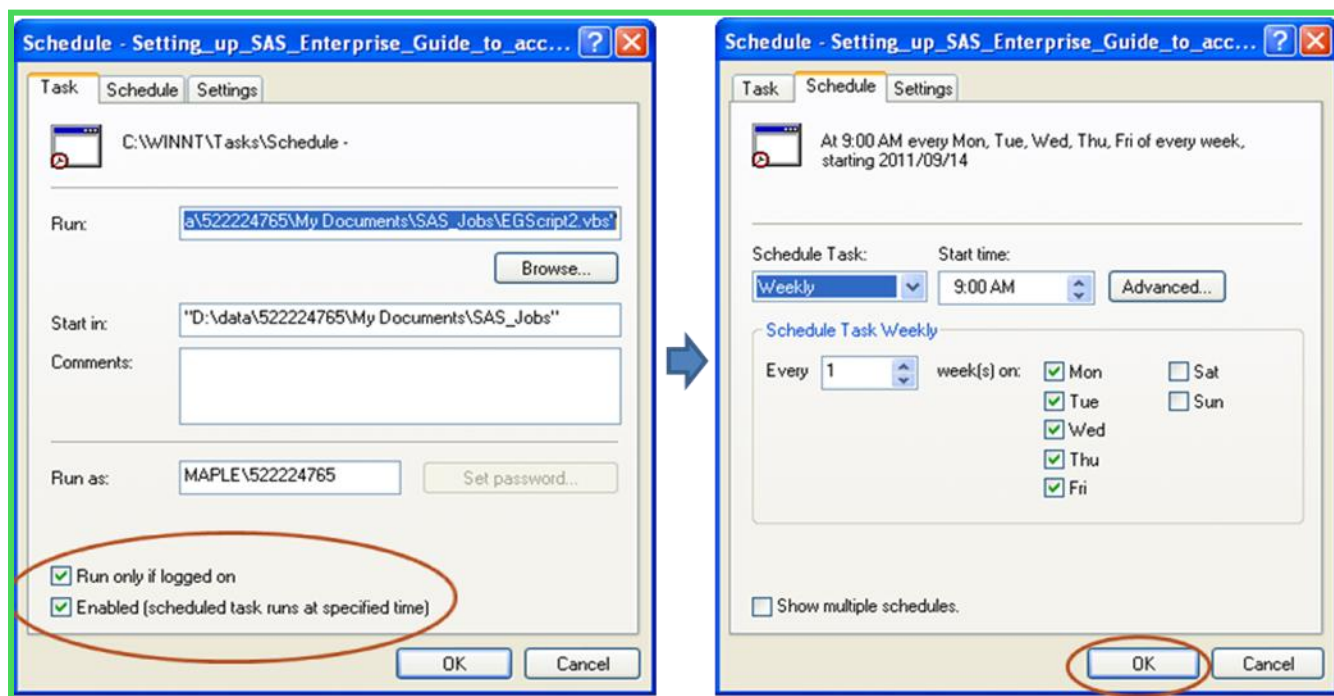 Schedule - Setting_up_SAS_Enterprise_Guide_to_acc...
Task Schedule Settings
C:\WINNT\Tasks\Schedule -
Run: a\522224765\My Documents\SAS_Jobs\EGScript2.vbs"
Browse...
Start in: "D:\data\522224765\My Documents\SAS_Jobs"
Comments:
Run as: MAPLE\522224765 Set password...
Run only if logged on
Enabled (scheduled task runs at specified time)
OK Cancel
Schedule - Setting_up_SAS_Enterprise_Guide_to_acc...
Task Schedule Settings
At 9:00 AM every Mon, Tue, Wed, Thu, Fri of every week,
starting 2011/09/14
Schedule Task: Start time:
Weekly 9:00 AM Advanced...
Schedule Task Weekly
Every 1 week(s) on: Mon Sat
Tue Sun
Wed
Thu
Fri
Show multiple schedules.
OK Cancel